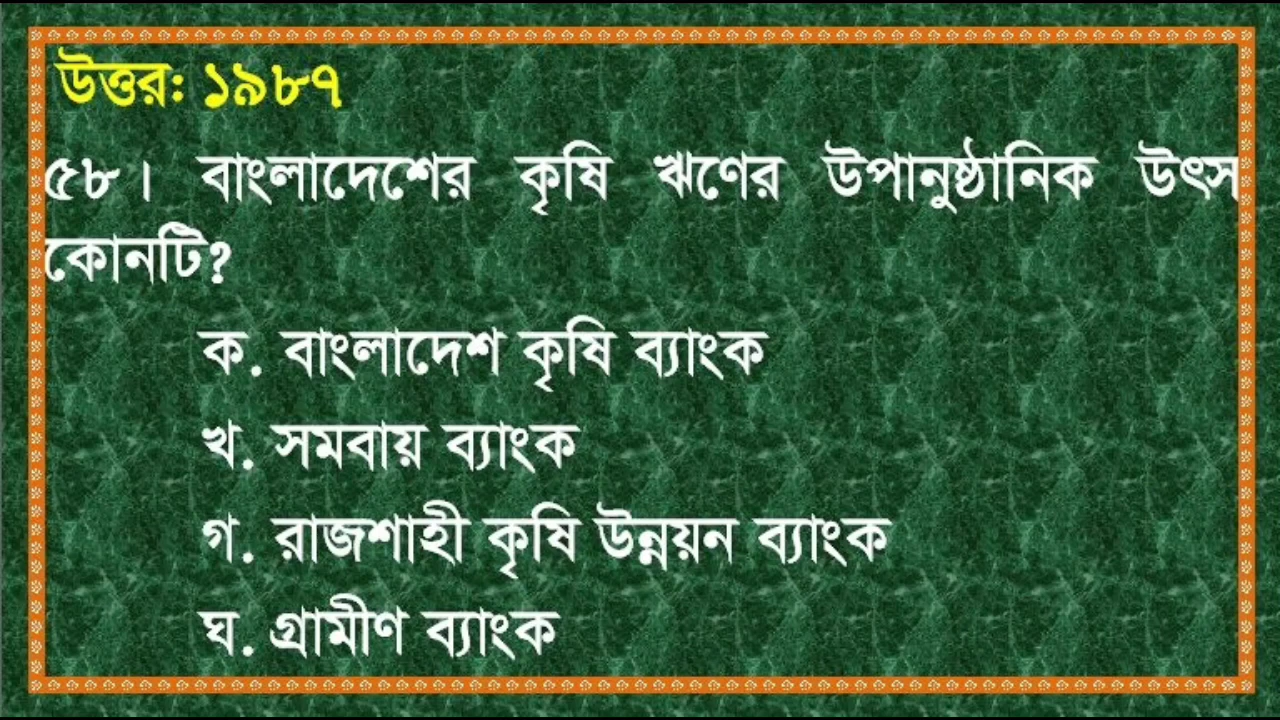 উত্তর: ১৯৮৭
৫৮। বাংলাদেশের কৃষি ঋণের উপানুষ্ঠানিক উৎস
কোনটি?
ক. বাংলাদেশ কৃষি ব্যাংক
খ. সমবায় ব্যাংক
গ. রাজশাহী কৃষি উন্নয়ন ব্যাংক
ঘ. গ্রামীণ ব্যাংক